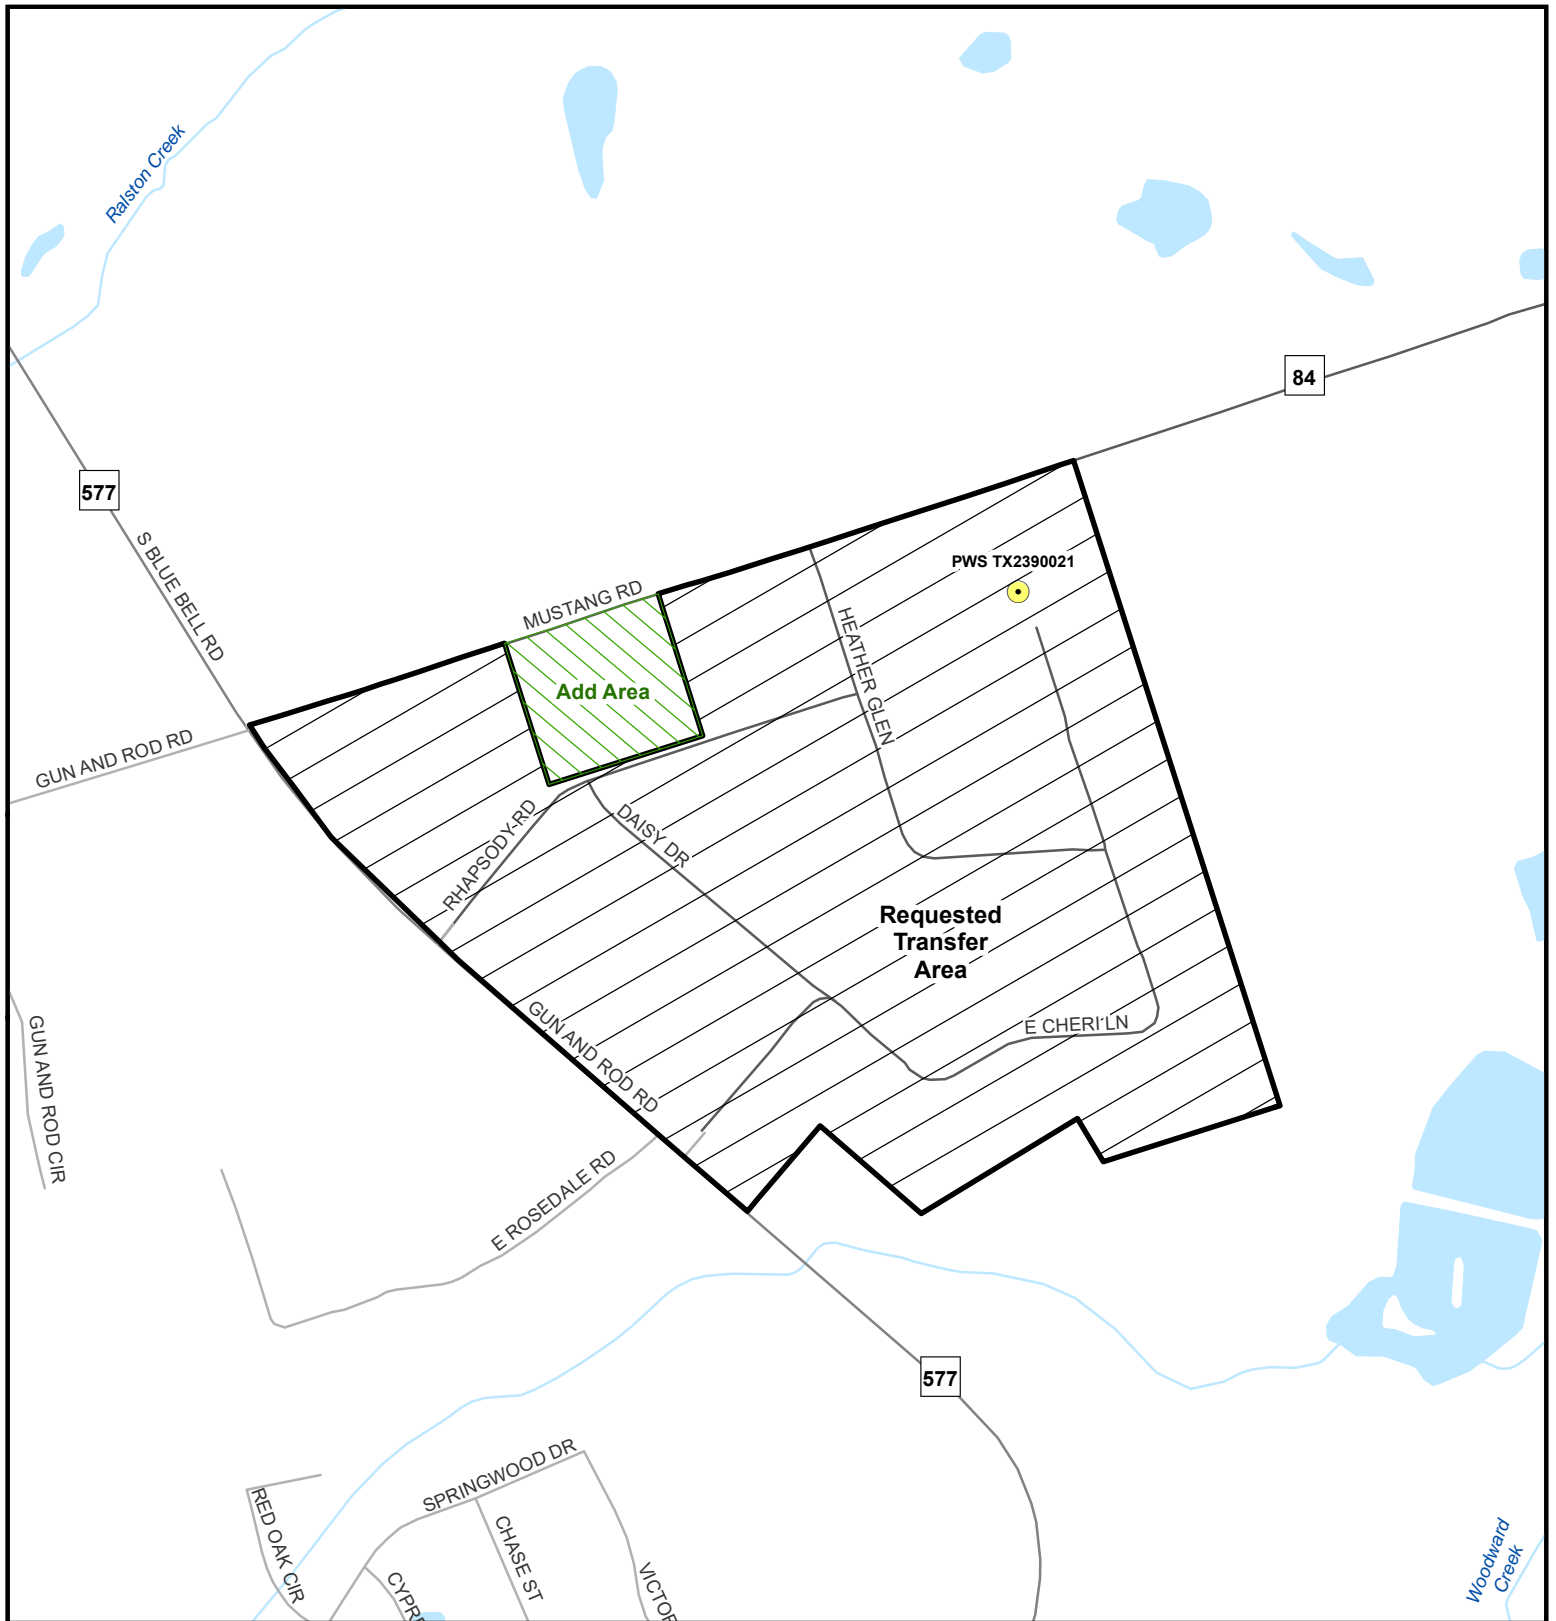 Ralston Creek
84
577
S BLUE BELL RD
PWS TX2390021
MUSTANG RD
HEATHER GLEN
Add Area
GUN AND ROD RD
RHAPSODY RD
DAISY DR
Requested
Transfer
Area
GUN AND ROD RD
E CHERI LN
GUN AND ROD CIR
E ROSEDALE RD
577
SPRINGWOOD DR
RED OAK CIR
CHASE ST
CYPR
VICTOR
Woodward
Creek